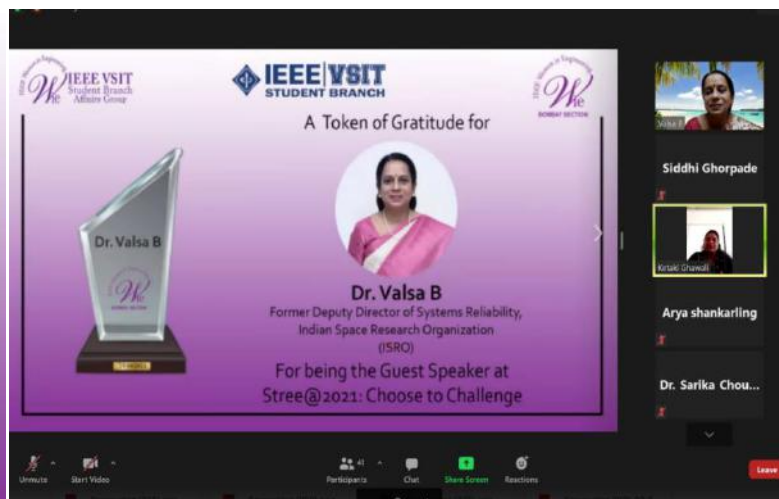 IEEE VSIT
Student Branch
Affairs Group
IEEE VSIT
STUDENT BRANCH
BOMBAY SECTION
A Token of Gratitude for
Dr. Valsa B
Dr. Valsa B
Former Deputy Director of Systems Reliability,
Indian Space Research Organization
(ISRO)
For being the Guest Speaker at
Stree@2021: Choose to Challenge
Siddhi Ghorpade
Kirtaki Ghawali
Arya shankarling
Dr. Sarika Chou...
Unmute
Start Video
41
Participants
Chat
Share Screen
Reactions
Leave